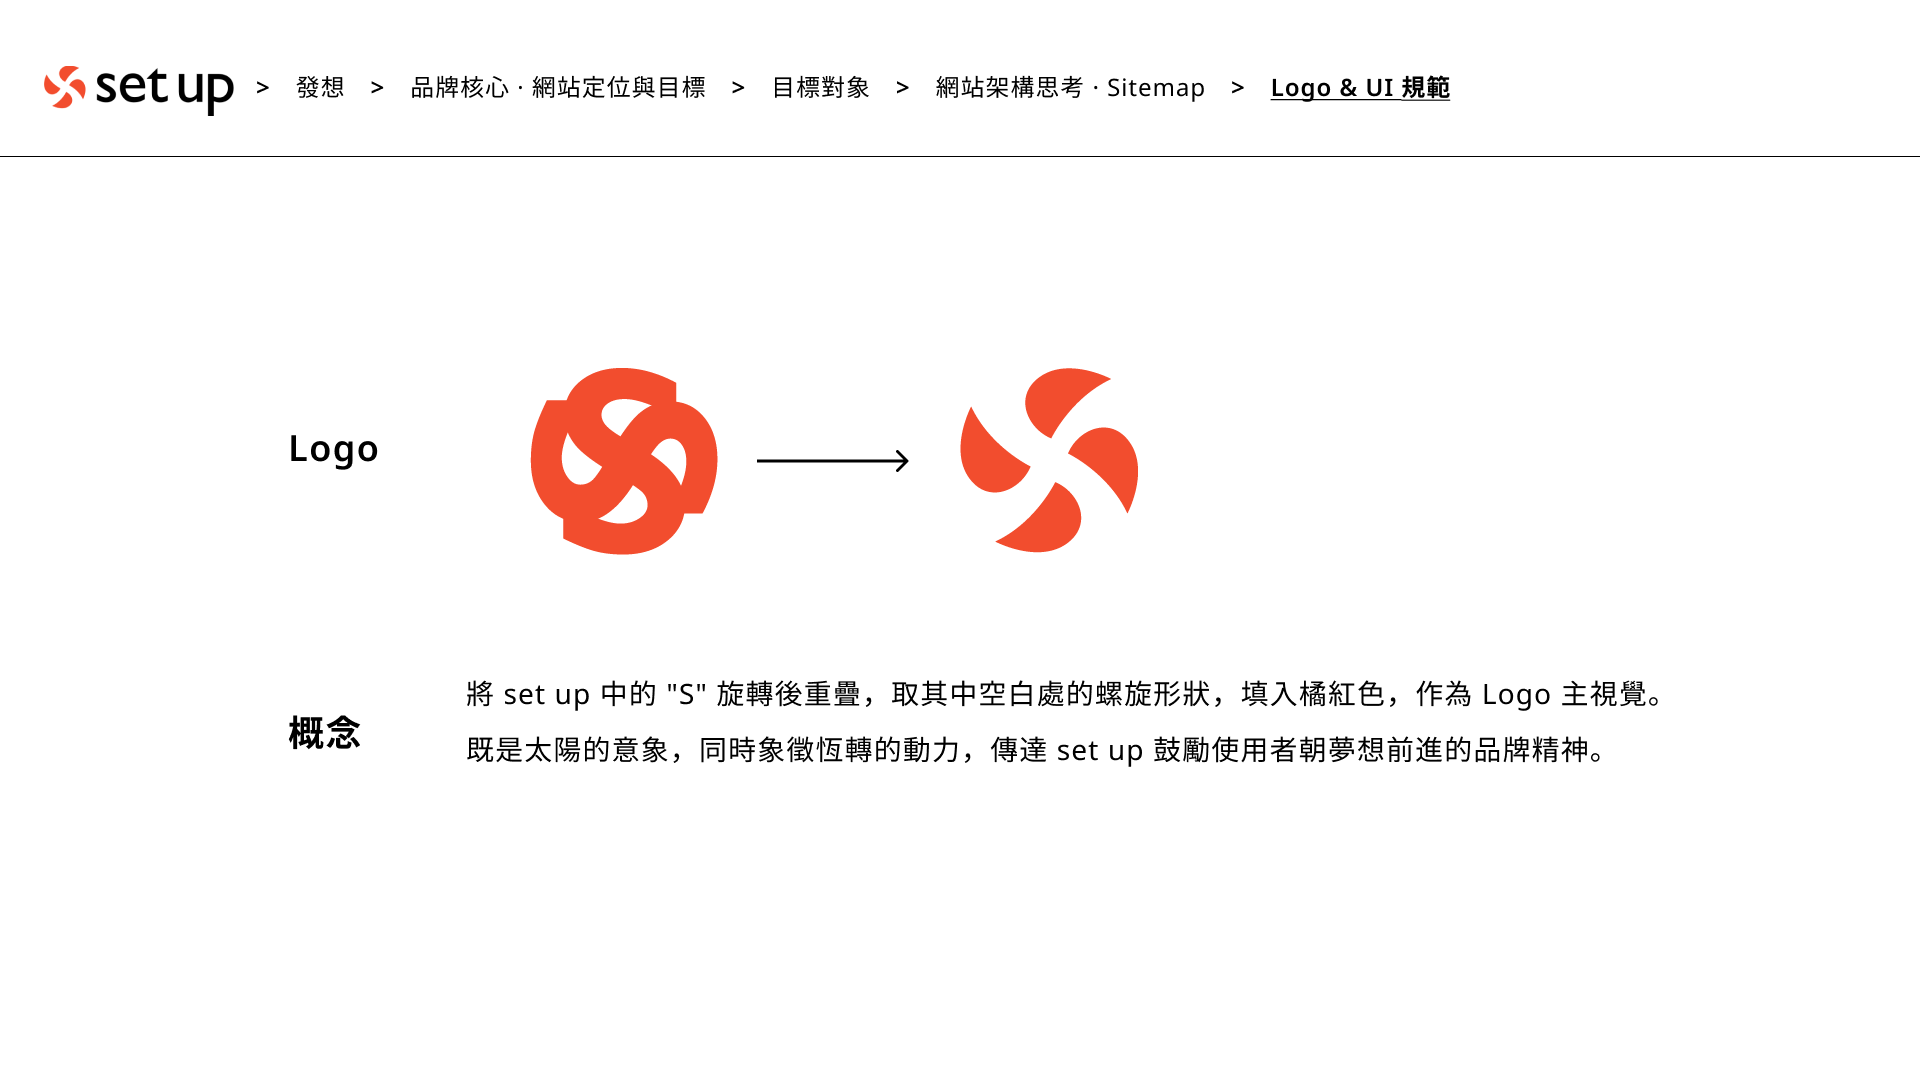 set up > 發想 > 品牌核心 · 網站定位與目標 > 目標對象 > 網站架構思考 · Sitemap > Logo & UI 規範
Logo
概念
將 set up 中的 "S" 旋轉後重疊，取其中空白處的螺旋形狀，填入橘紅色，作為 Logo 主視覺。
既是太陽的意象，同時象徵恆轉的動力，傳達 set up 鼓勵使用者朝夢想前進的品牌精神。